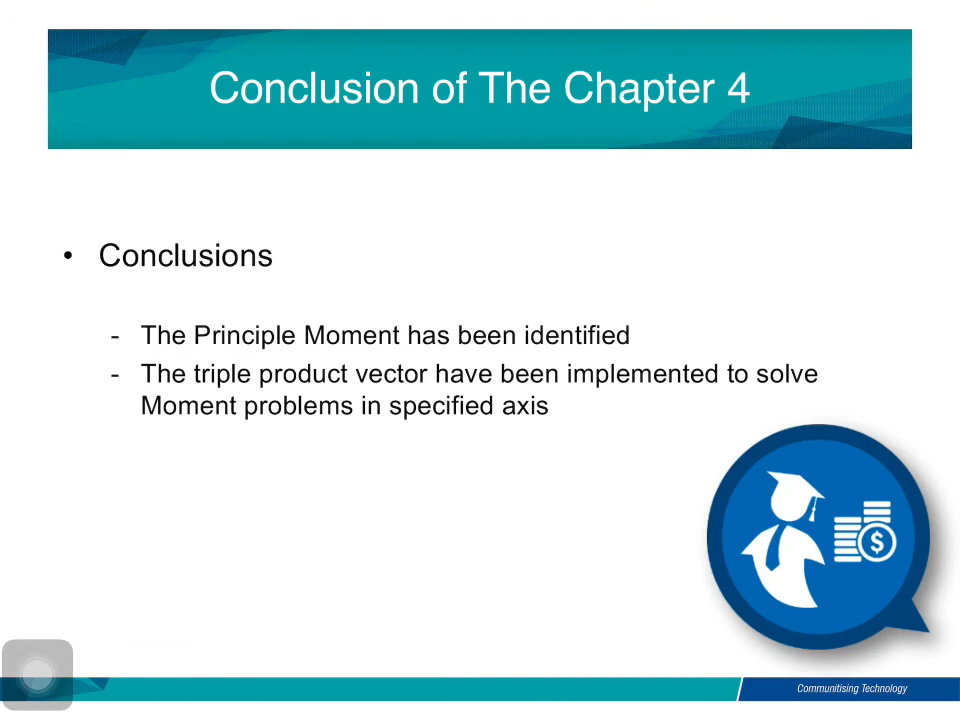 Conclusion of The Chapter 4
• Conclusions
- The Principle Moment has been identified
- The triple product vector have been implemented to solve
Moment problems in specified axis
$
Communitising Technology